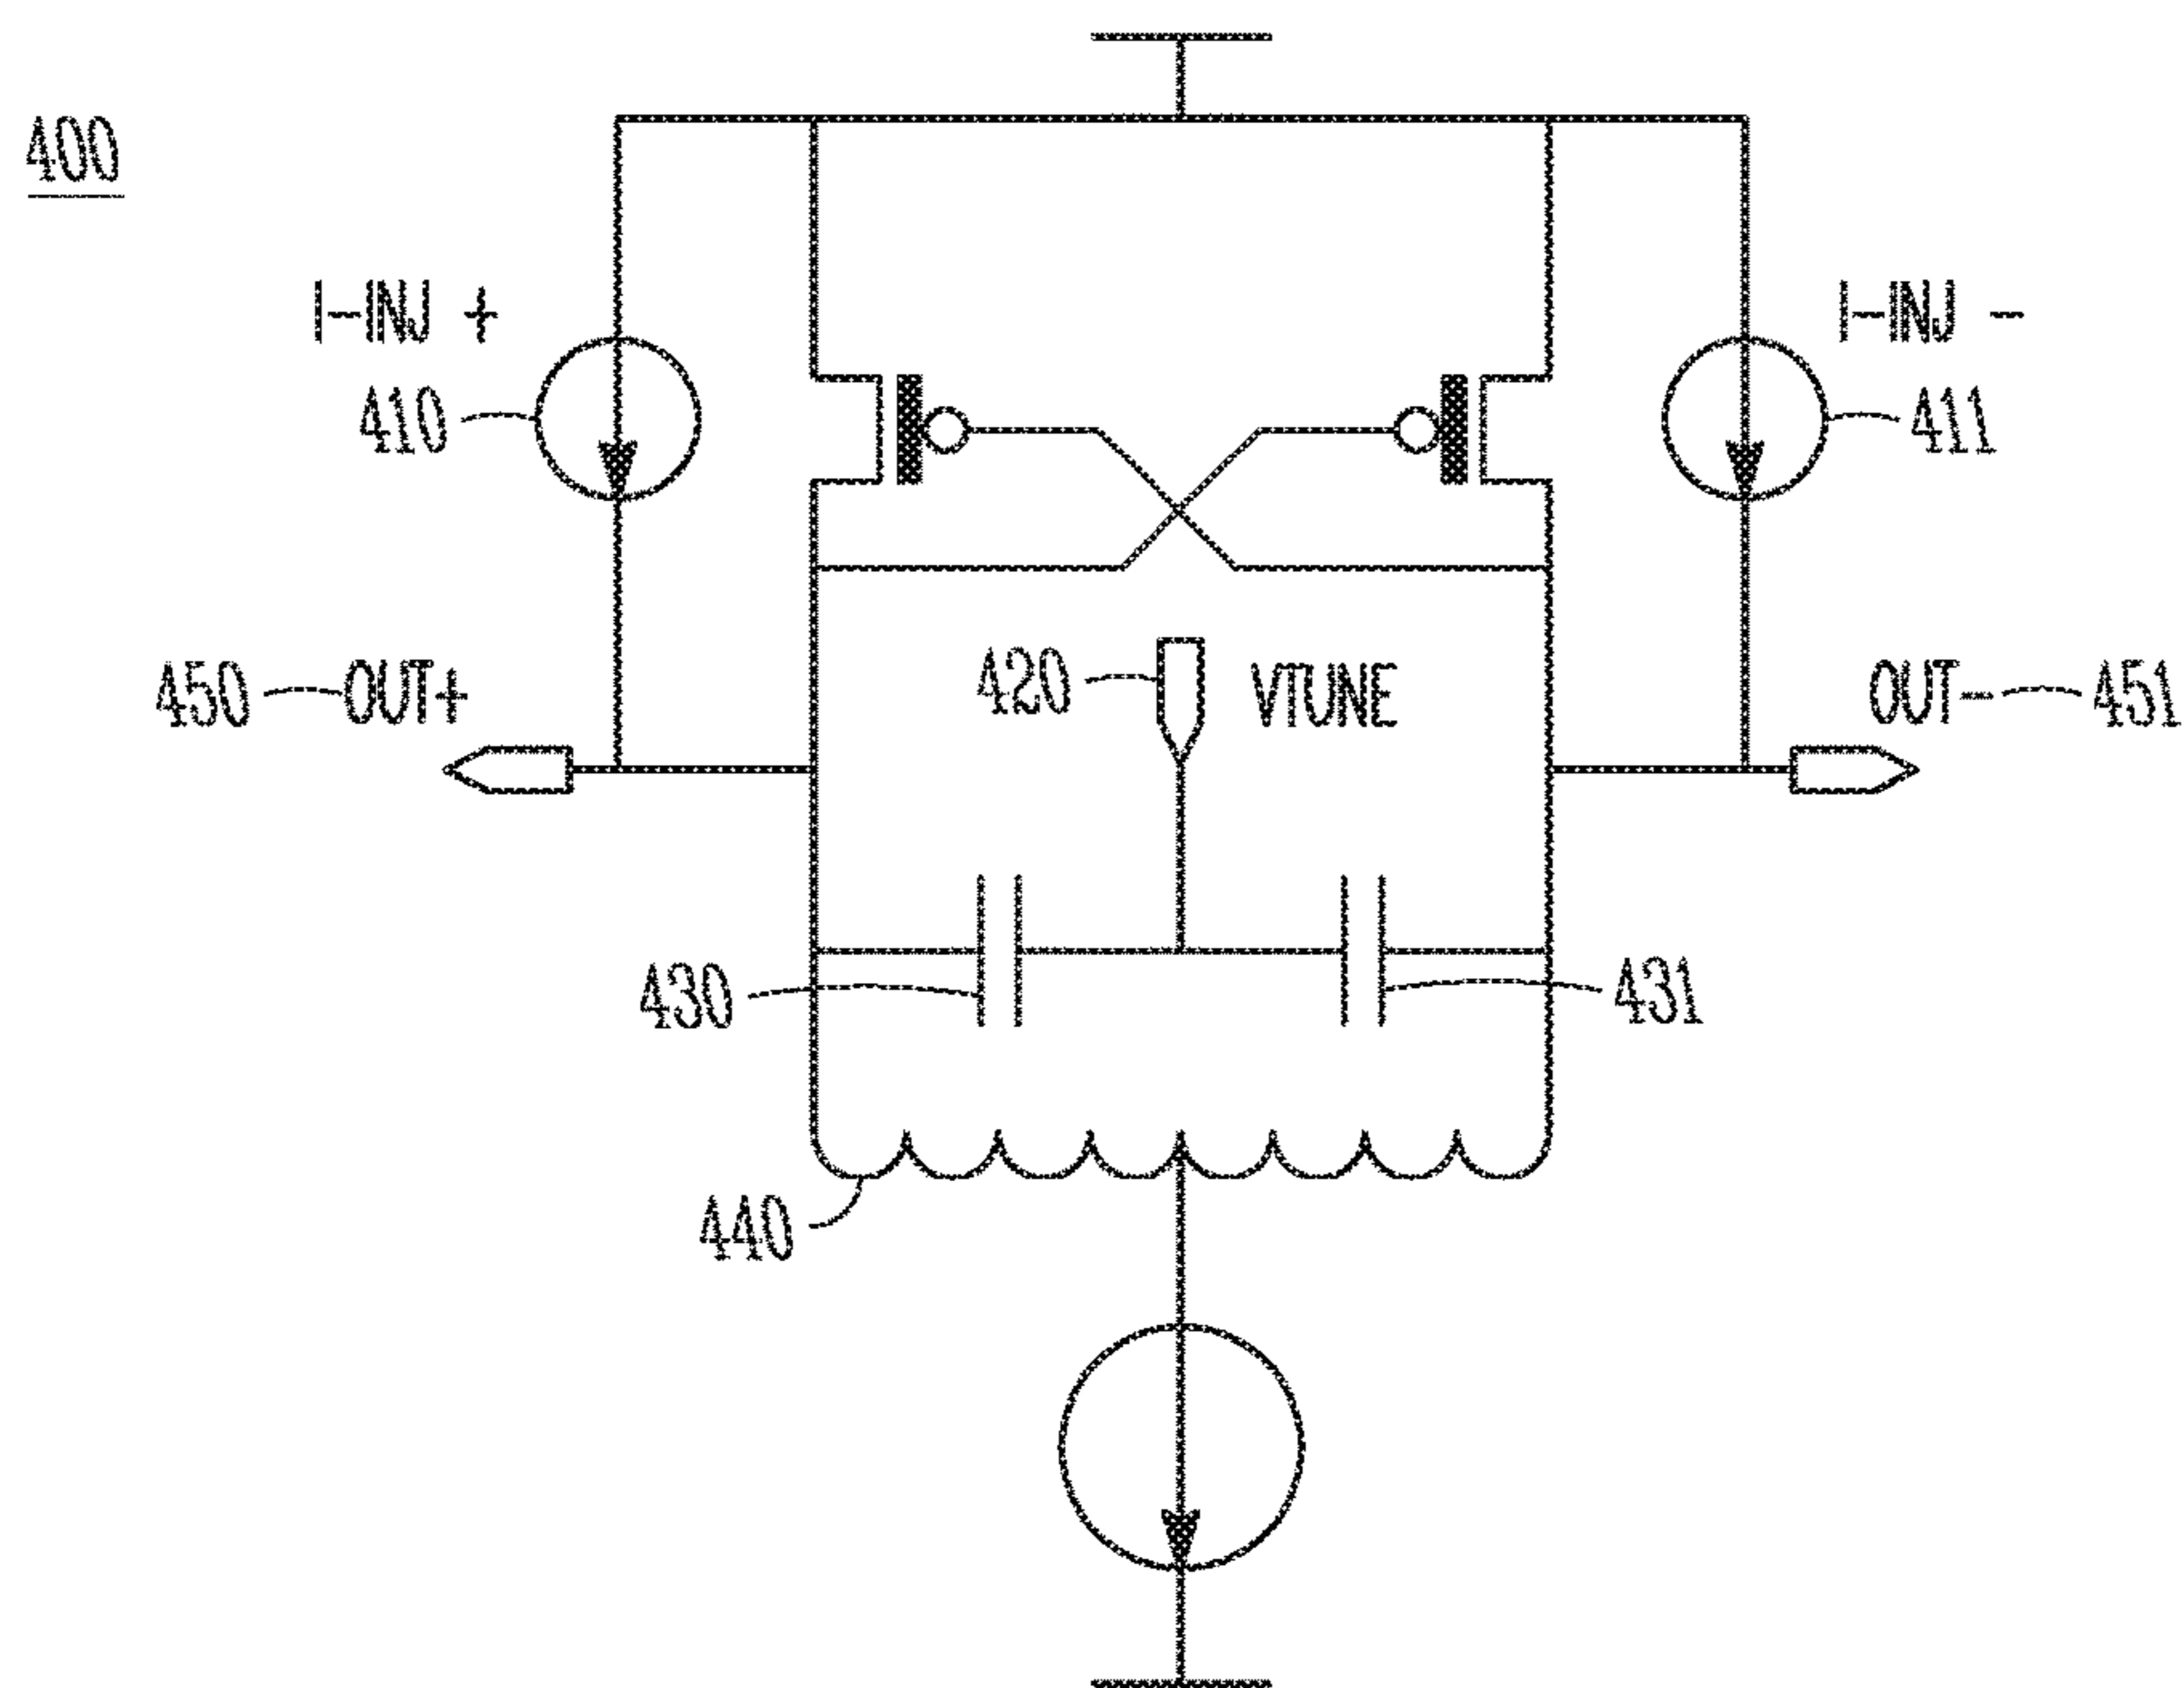 400
I-INJ +
I-INJ -
410
411
450 OUT+
420 VTUNE
OUT- 451
430
431
440